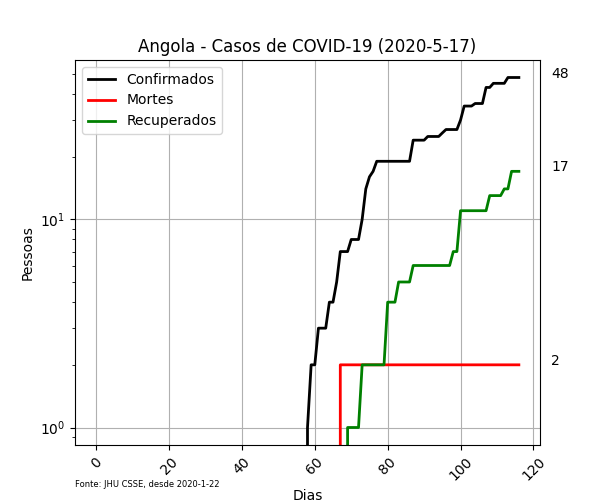 Angola - Casos de COVID-19 (2020-5-17)
Confirmados
Mortes
Recuperados
48
17
2
10¹
10⁰
Pessoas
0 20 40 60 80 100 120
Fonte: JHU CSSE, desde 2020-1-22
Dias